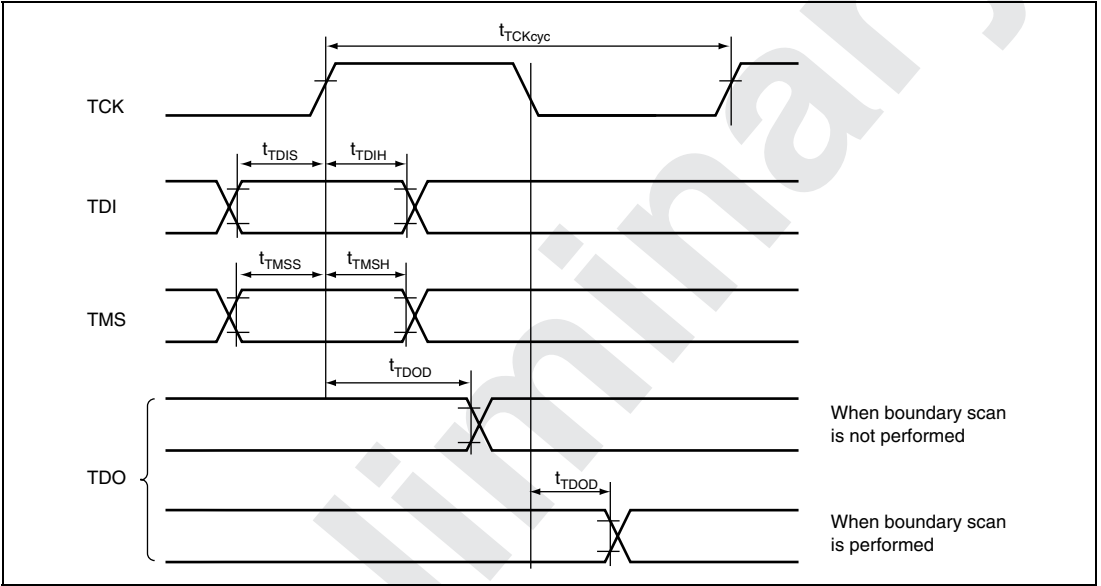 tTCKcyc
TCK
tTDIS
tTDIH
TDI
tTMSS
tTMSH
TMS
tTDOD
When boundary scan
is not performed
TDO
tTDOD
When boundary scan
is performed
liminary